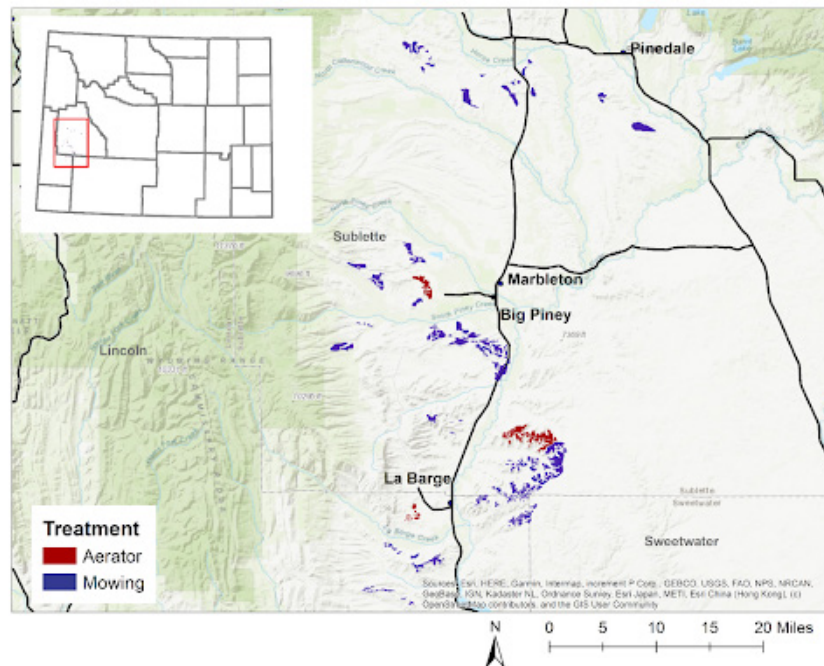 Pinedale
Sublette
Marbleton
Big Piney
Lincoln
La Barge
Sublette
Sweetwater
Sweetwater
Treatment
Aerator
Mowing
Sources: Esri, HERE, Garmin, Intermap, increment P Corp., GEBCO, USGS, FAO, NPS, NRCAN,
GeoBase, IGN, Kadaster NL, Ordnance Survey, Esri Japan, METI, Esri China (Hong Kong), (c)
OpenStreetMap contributors, and the GIS User Community
N
0 5 10 15 20 Miles